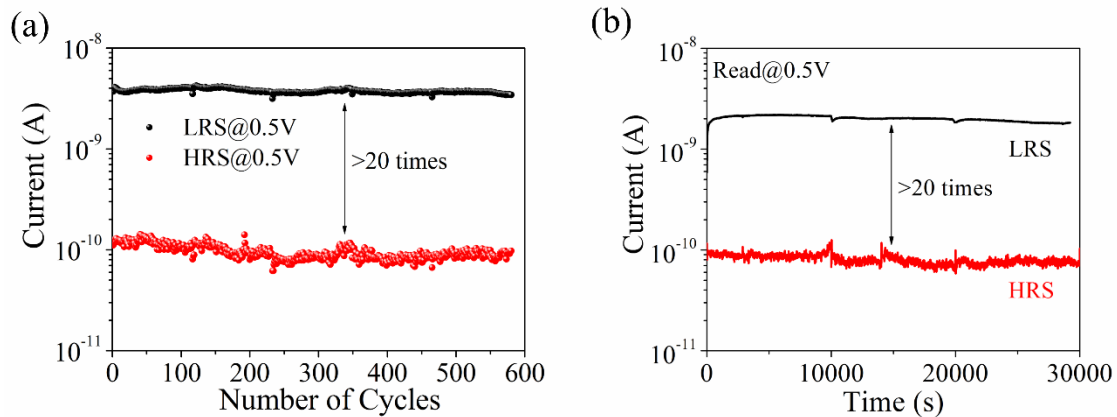 (a)
10⁻⁸
10⁻⁹
10⁻¹⁰
10⁻¹¹
Current (A)
LRS@0.5V
HRS@0.5V
>20 times
0 100 200 300 400 500 600
Number of Cycles
(b)
10⁻⁸
10⁻⁹
10⁻¹⁰
10⁻¹¹
Current (A)
Read@0.5V
LRS
>20 times
HRS
0 10000 20000 30000
Time (s)